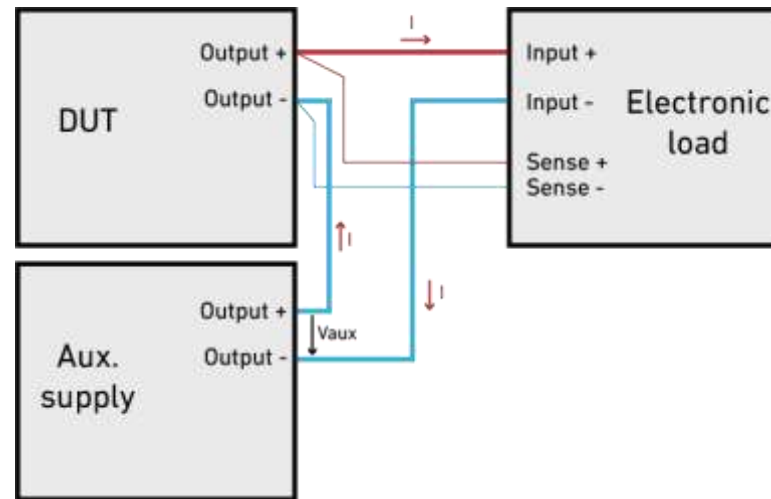 I
Output +
Input +
Output -
Input -
DUT
Electronic
load
Sense +
Sense -
I
I
Output +
Vaux
Output -
Aux.
supply